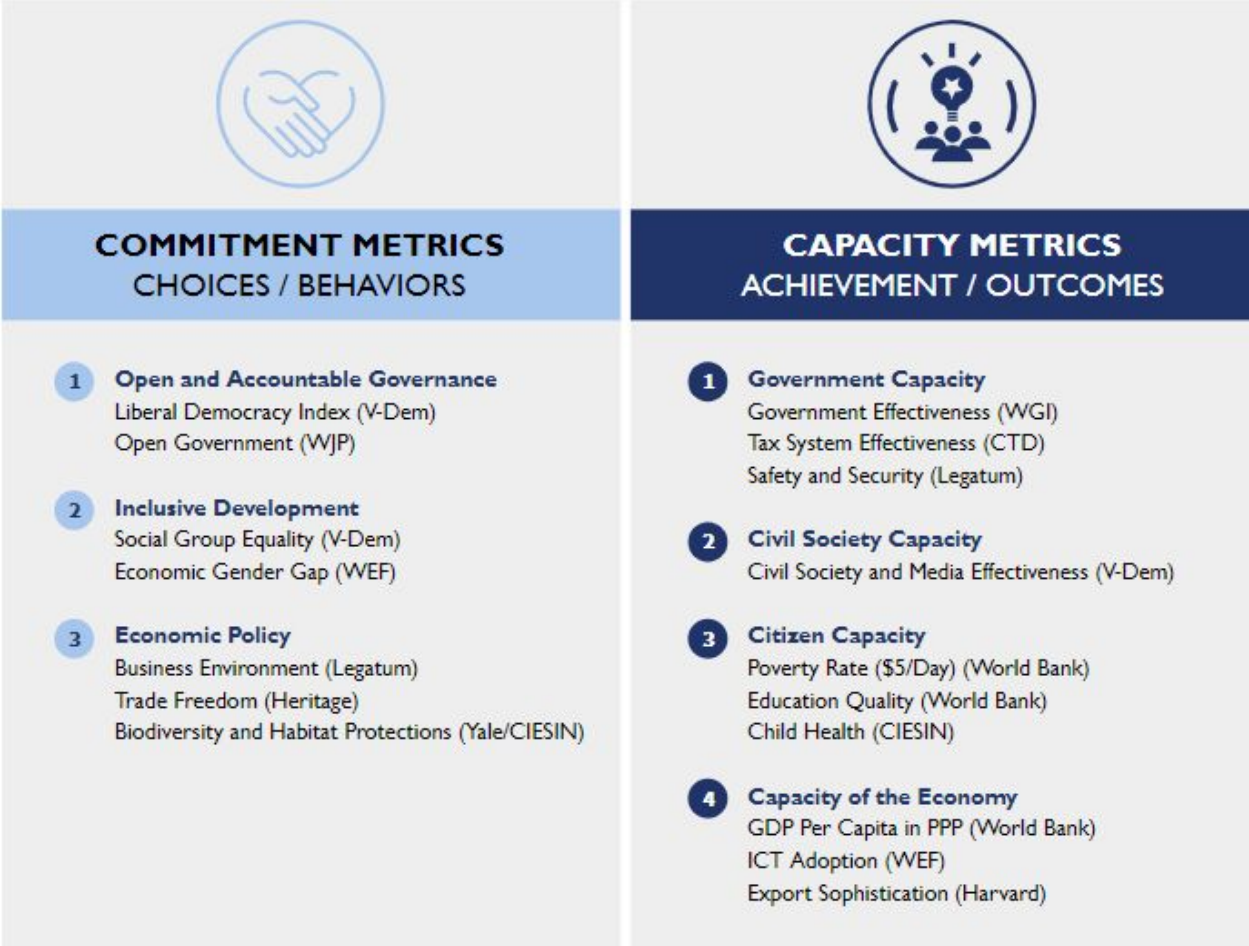 COMMITMENT METRICS
CHOICES / BEHAVIORS
1 Open and Accountable Governance
Liberal Democracy Index (V-Dem)
Open Government (WJP)
2 Inclusive Development
Social Group Equality (V-Dem)
Economic Gender Gap (WEF)
3 Economic Policy
Business Environment (Legatum)
Trade Freedom (Heritage)
Biodiversity and Habitat Protections (Yale/CIESIN)
CAPACITY METRICS
ACHIEVEMENT / OUTCOMES
1 Government Capacity
Government Effectiveness (WGI)
Tax System Effectiveness (CTD)
Safety and Security (Legatum)
2 Civil Society Capacity
Civil Society and Media Effectiveness (V-Dem)
3 Citizen Capacity
Poverty Rate ($5/Day) (World Bank)
Education Quality (World Bank)
Child Health (CIESIN)
4 Capacity of the Economy
GDP Per Capita in PPP (World Bank)
ICT Adoption (WEF)
Export Sophistication (Harvard)